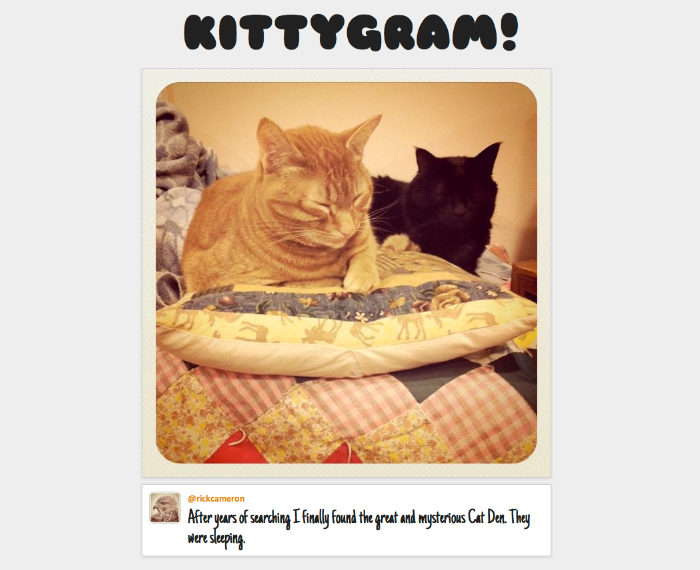 KITTYGRAM!
@rickcameron
After years of searching I finally found the great and mysterious Cat Den. They
were sleeping.